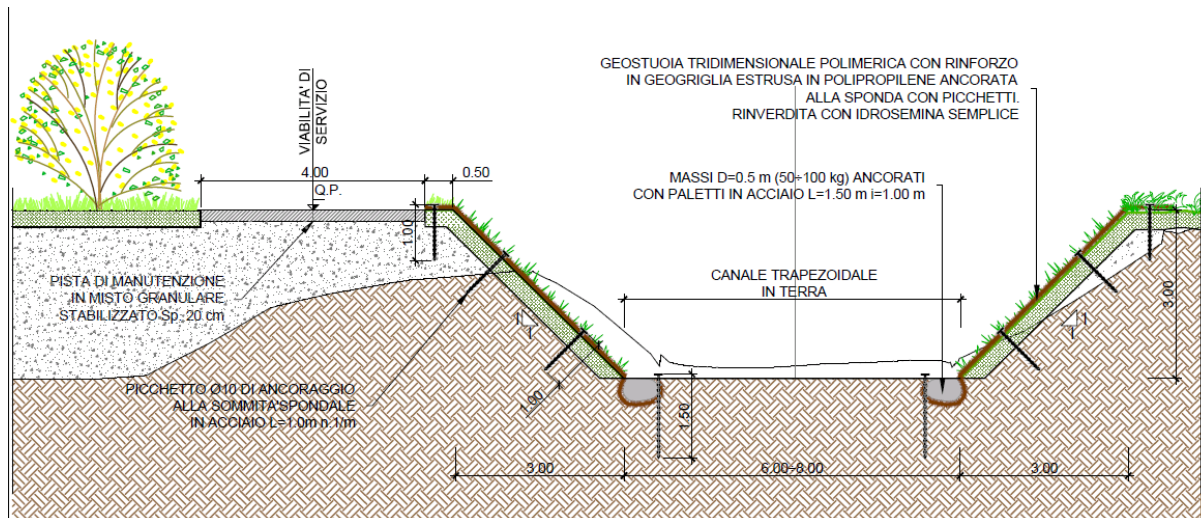 GEOSTUOIA TRIDIMENSIONALE POLIMERICA CON RINFORZO
IN GEOGRIGLIA ESTRUSA IN POLIPROPILENE ANCORATA
ALLA SPONDA CON PICCHETTI.
RINVERDITA CON IDROSEMINA SEMPLICE
VIABILITA' DI
SERVIZIO
4.00
0.50
Q.P.
MASSI D=0.5 m (50÷100 kg) ANCORATI
CON PALETTI IN ACCIAIO L=1.50 m i=1.00 m
1.00
PISTA DI MANUTENZIONE
IN MISTO GRANULARE
STABILIZZATO Sp. 20 cm
CANALE TRAPEZOIDALE
IN TERRA
3.00
1
1
1
1
PICCHETTO Ø10 DI ANCORAGGIO
ALLA SOMMITA' SPONDALE
IN ACCIAIO L=1.0m n.1/m
1.00
1.50
3.00
6.00÷8.00
3.00